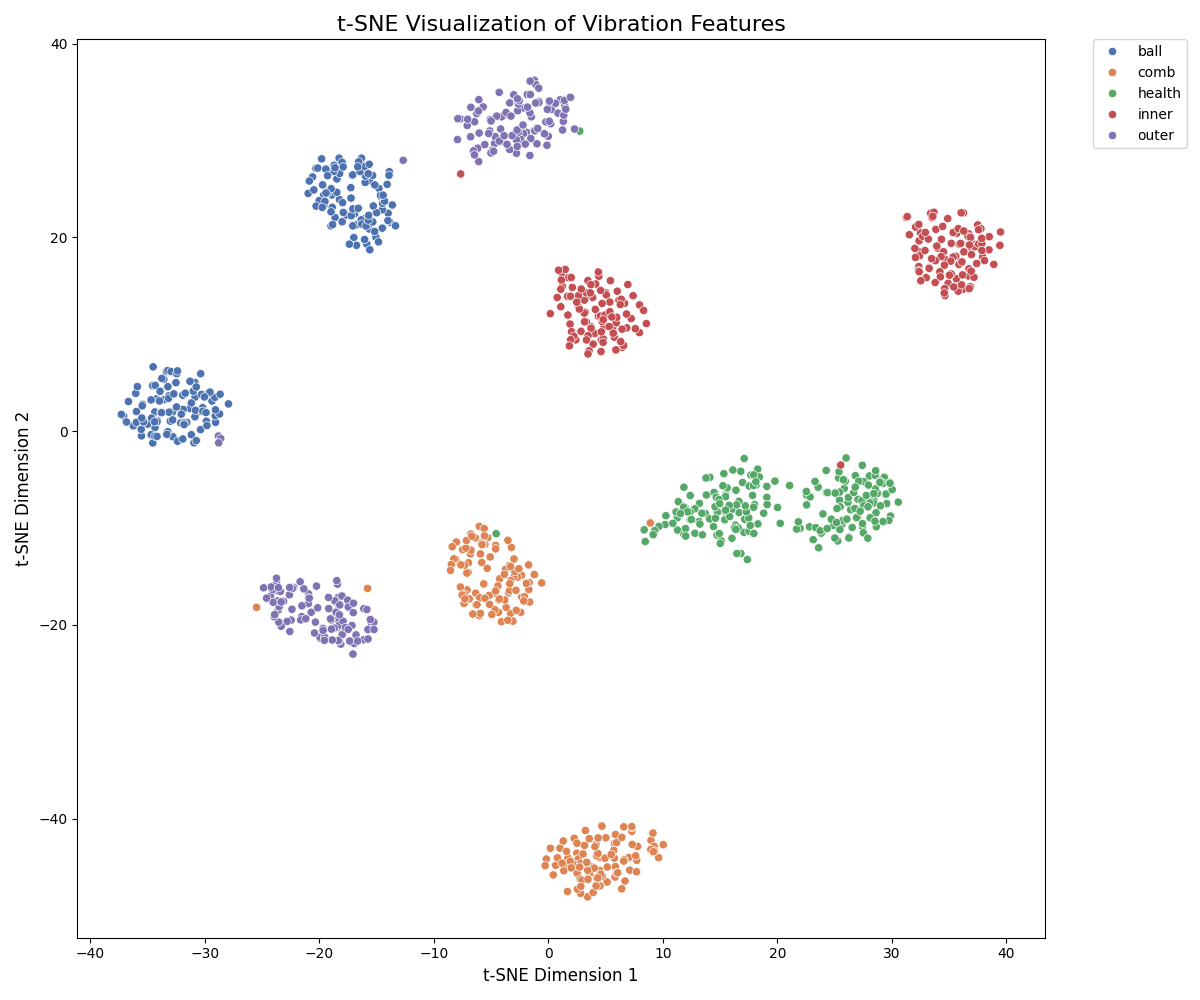 t-SNE Visualization of Vibration Features
ball
comb
health
inner
outer
40
20
0
−20
−40
t-SNE Dimension 2
−40
−30
−20
−10
0
10
20
30
40
t-SNE Dimension 1